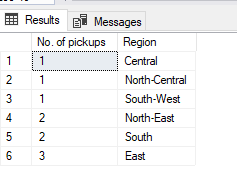 Results Messages
No. of pickups Region
1 1 Central
2 1 North-Central
3 1 South-West
4 2 North-East
5 2 South
6 3 East